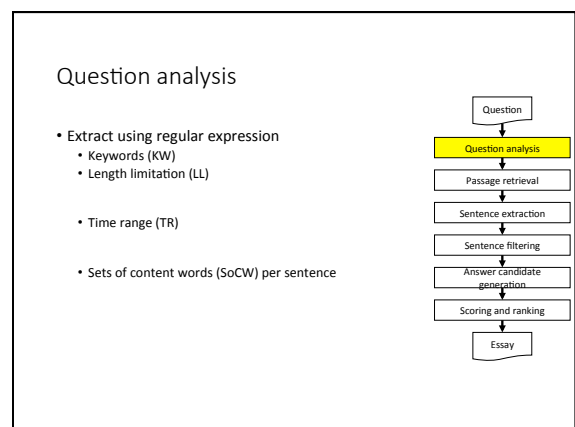 Question analysis
• Extract using regular expression
• Keywords (KW)
• Length limitation (LL)
• Time range (TR)
• Sets of content words (SoCW) per sentence
Question
Question analysis
Passage retrieval
Sentence extraction
Sentence filtering
Answer candidate
generation
Scoring and ranking
Essay